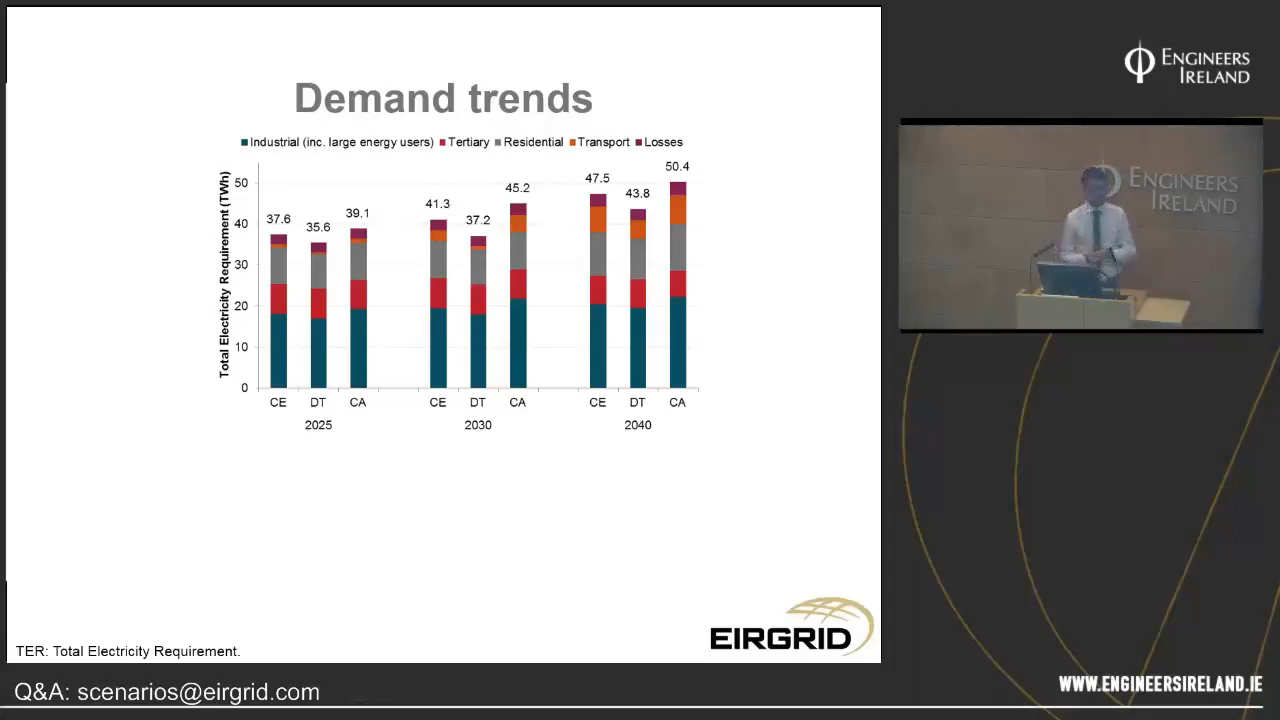 Demand trends
Industrial (inc. large energy users) Tertiary Residential Transport Losses
Total Electricity Requirement (TWh)
50
40
30
20
10
0
37.6 35.6 39.1 41.3 37.2 45.2 47.5 43.8 50.4
CE DT CA CE DT CA CE DT CA
2025 2030 2040
EIRGRID
TER: Total Electricity Requirement.
Q&A: scenarios@eirgrid.com
ENGINEERS
IRELAND
ENGINEERS
IRELAND
WWW.ENGINEERSIRELAND.IE